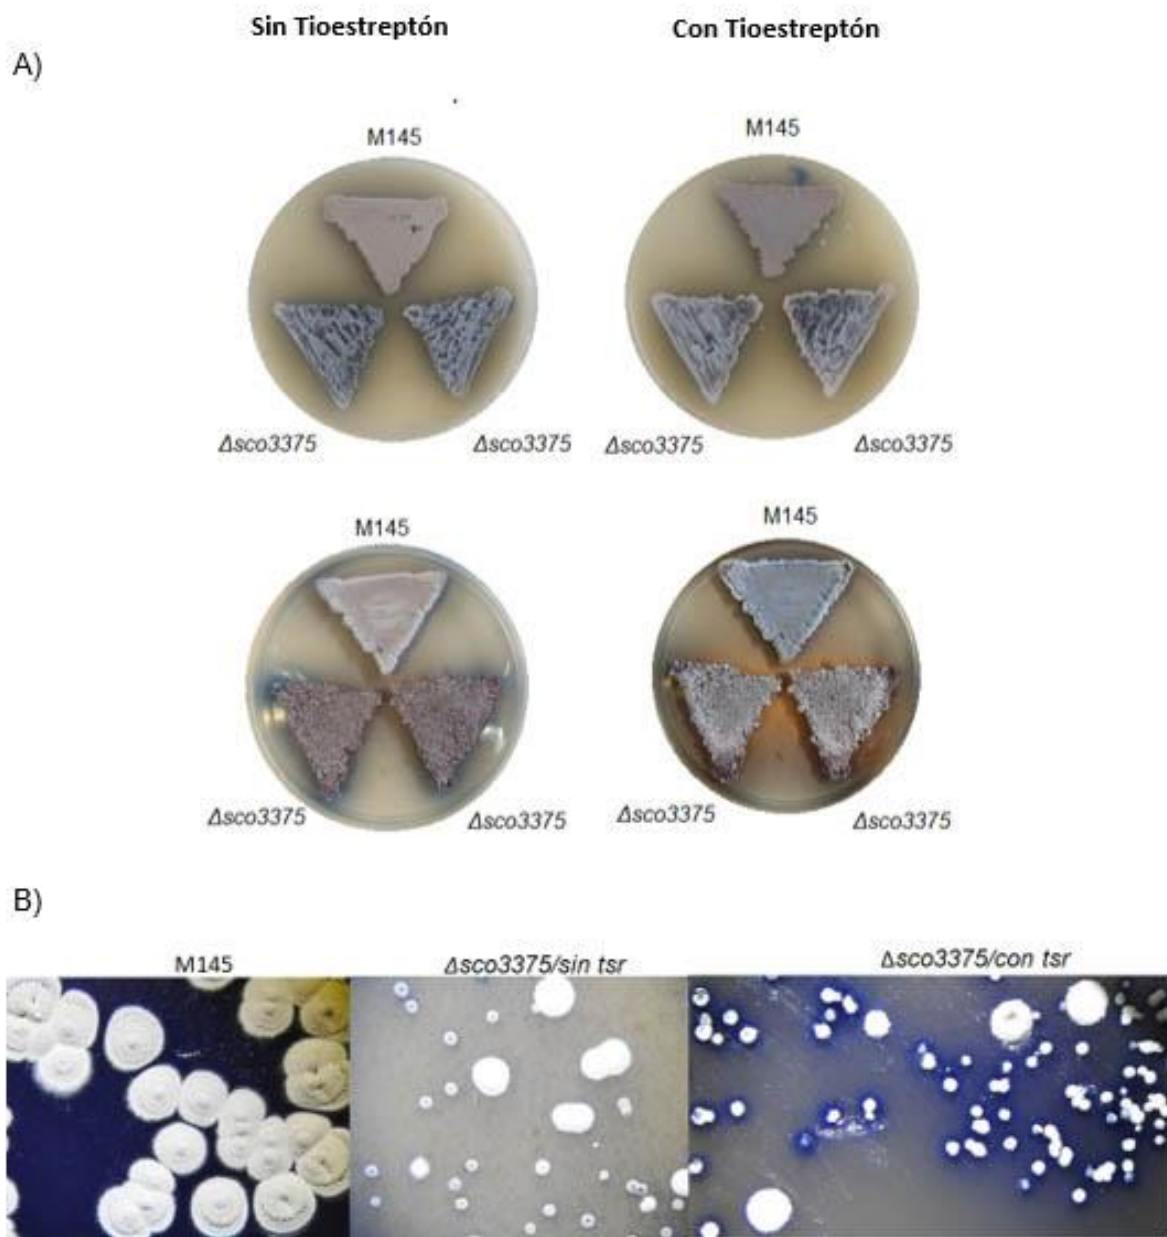 Sin Tioestreptón Con Tioestreptón
A)
M145 M145
Δsco3375 Δsco3375 Δsco3375 Δsco3375
M145 M145
Δsco3375 Δsco3375 Δsco3375 Δsco3375
B)
M145 Δsco3375/sin tsr Δsco3375/con tsr